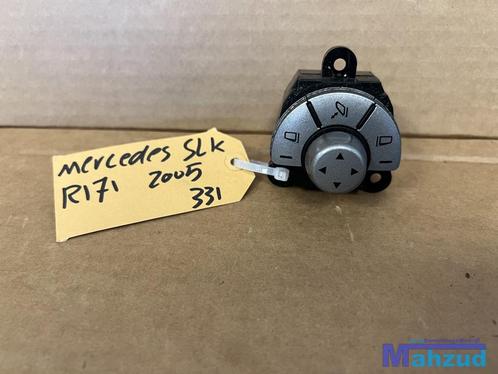 mercedes SLK
R171 2005
331
Mahzud